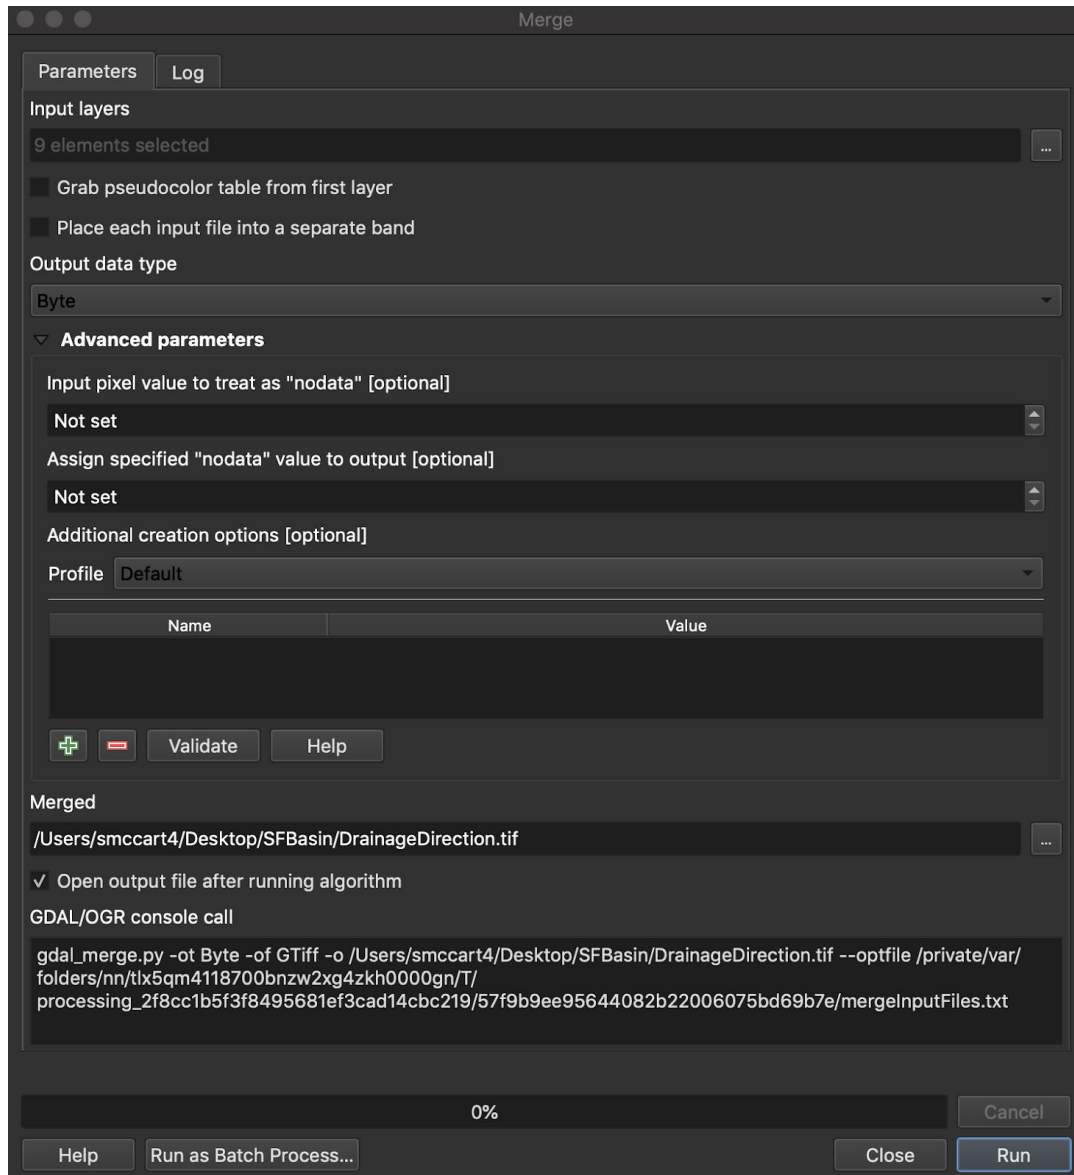 Merge
Parameters
Log
Input layers
9 elements selected
...
Grab pseudocolor table from first layer
Place each input file into a separate band
Output data type
Byte
Advanced parameters
Input pixel value to treat as "nodata" [optional]
Not set
Assign specified "nodata" value to output [optional]
Not set
Additional creation options [optional]
Profile Default
Name Value
Validate Help
Merged
/Users/smccart4/Desktop/SFBasin/DrainageDirection.tif
...
Open output file after running algorithm
GDAL/OGR console call
gdal_merge.py -ot Byte -of GTiff -o /Users/smccart4/Desktop/SFBasin/DrainageDirection.tif --optfile /private/var/
folders/nn/tlx5qm4118700bnzw2xg4zkh0000gn/T/
processing_2f8cc1b5f3f8495681ef3cad14cbc219/57f9b9ee95644082b22006075bd69b7e/mergeInputFiles.txt
0%
Cancel
Help Run as Batch Process... Close Run